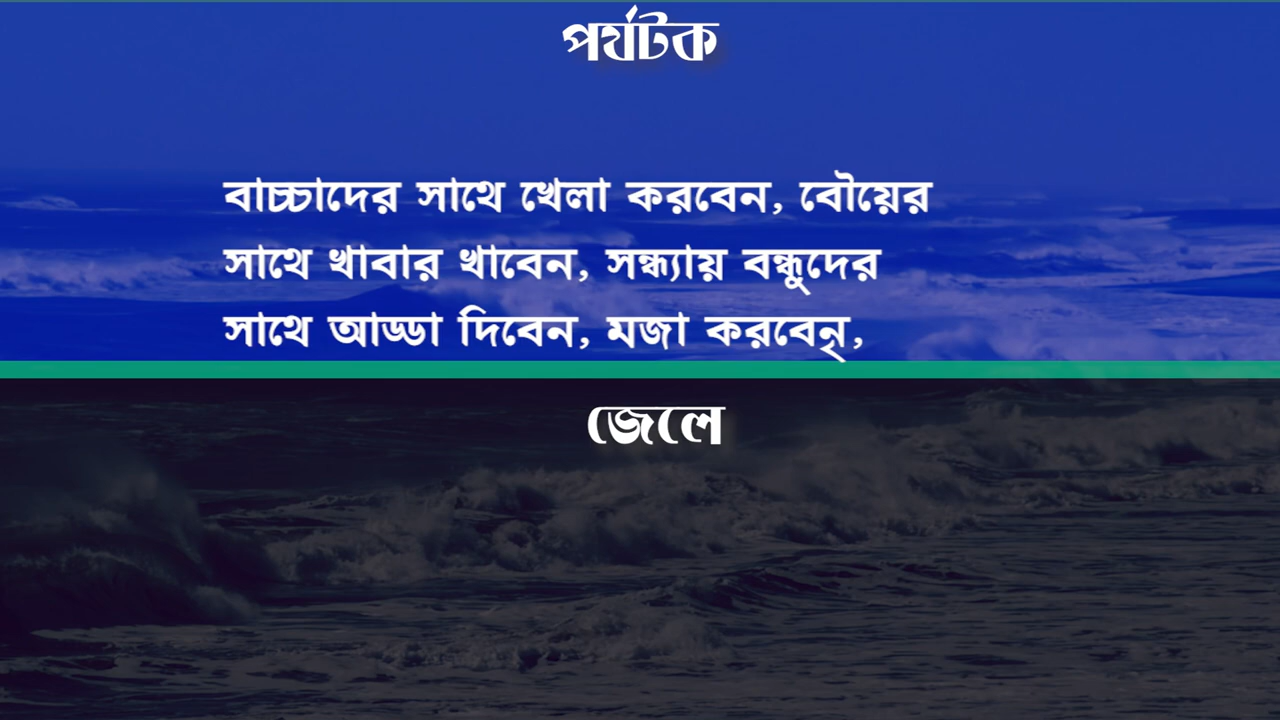 পর্যটক
বাচ্চাদের সাথে খেলা করবেন, বৌয়ের
সাথে খাবার খাবেন, সন্ধ্যায় বন্ধুদের
সাথে আড্ডা দিবেন, মজা করবেনৃ,
জেলে